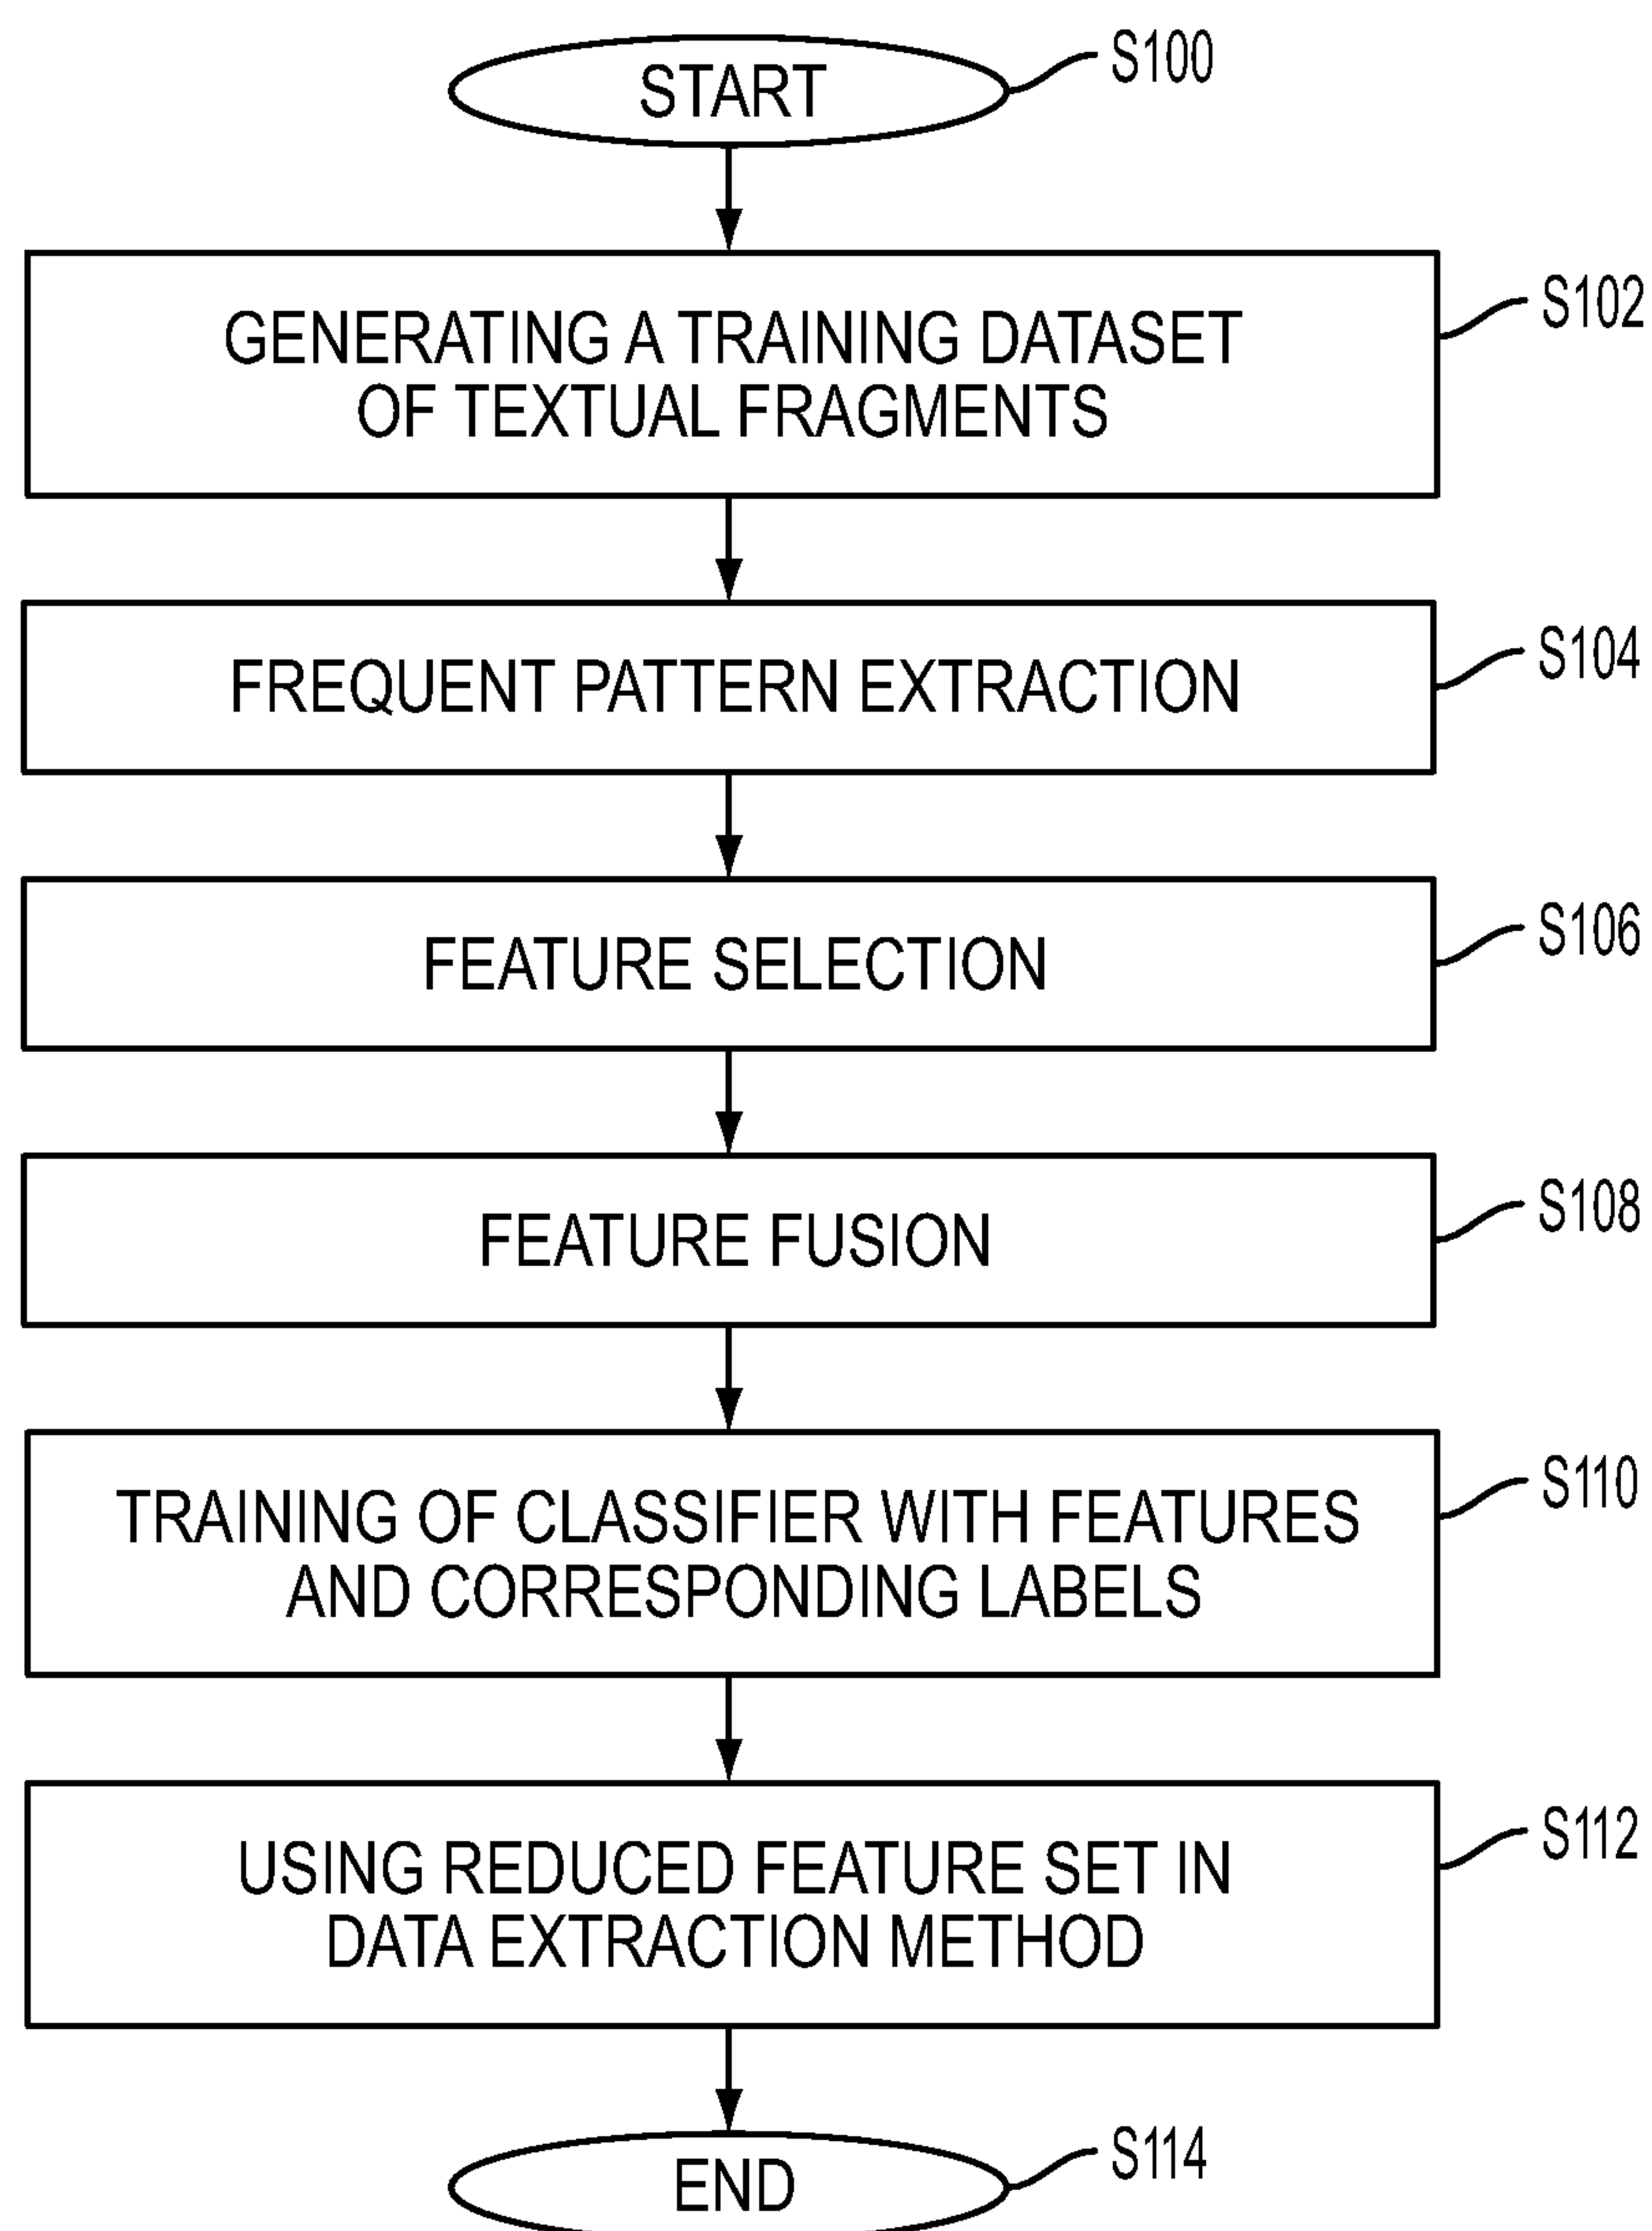 START
S100
GENERATING A TRAINING DATASET
OF TEXTUAL FRAGMENTS
S102
FREQUENT PATTERN EXTRACTION
S104
FEATURE SELECTION
S106
FEATURE FUSION
S108
TRAINING OF CLASSIFIER WITH FEATURES
AND CORRESPONDING LABELS
S110
USING REDUCED FEATURE SET IN
DATA EXTRACTION METHOD
S112
END
S114